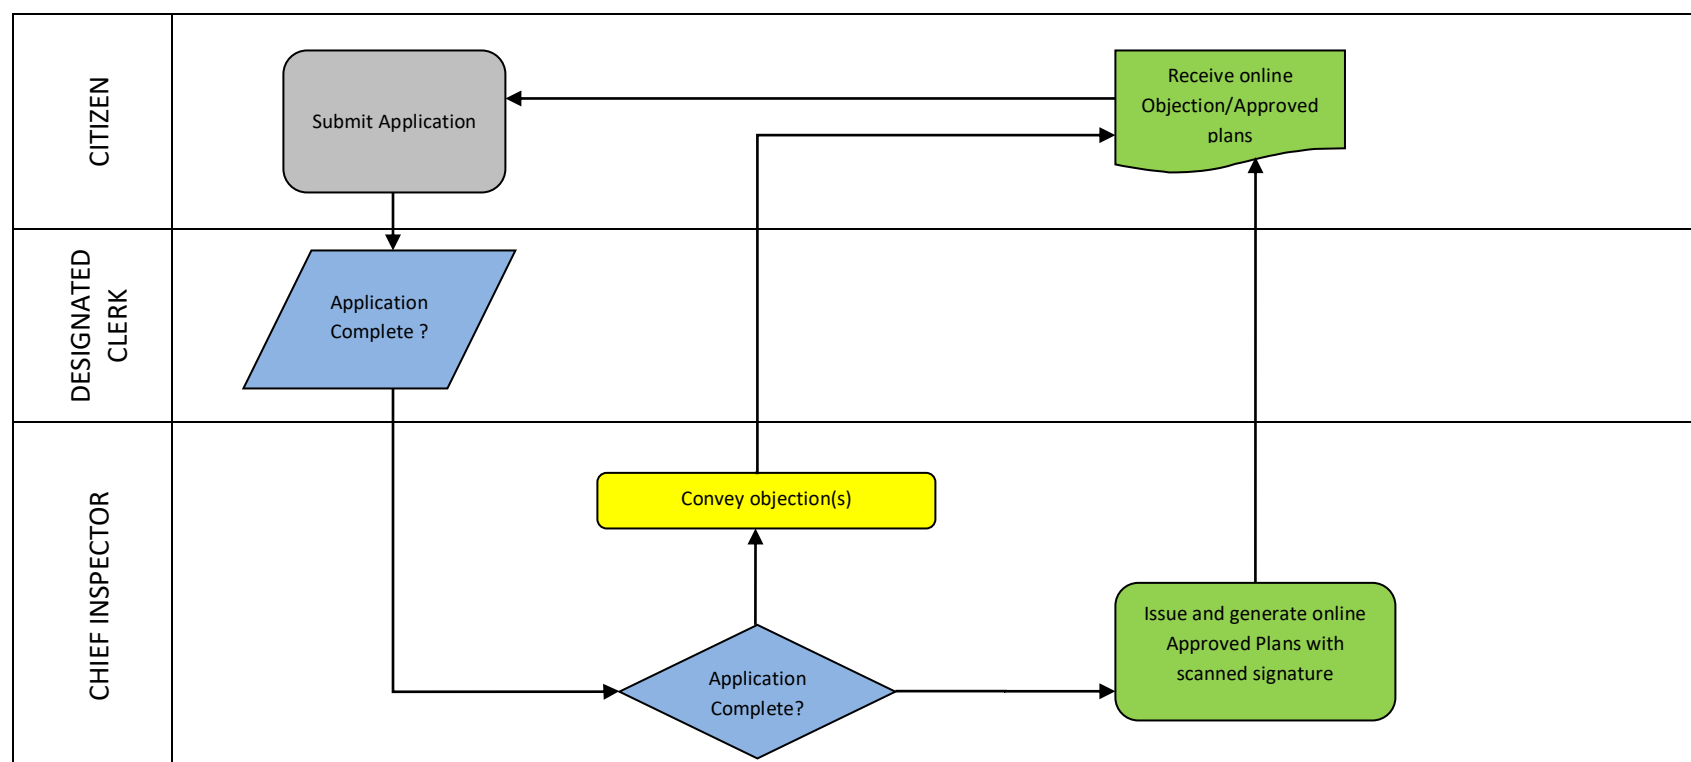 CITIZEN
Submit Application
Receive online
Objection/Approved
plans
DESIGNATED
CLERK
Application
Complete ?
CHIEF INSPECTOR
Convey objection(s)
Application
Complete?
Issue and generate online
Approved Plans with
scanned signature